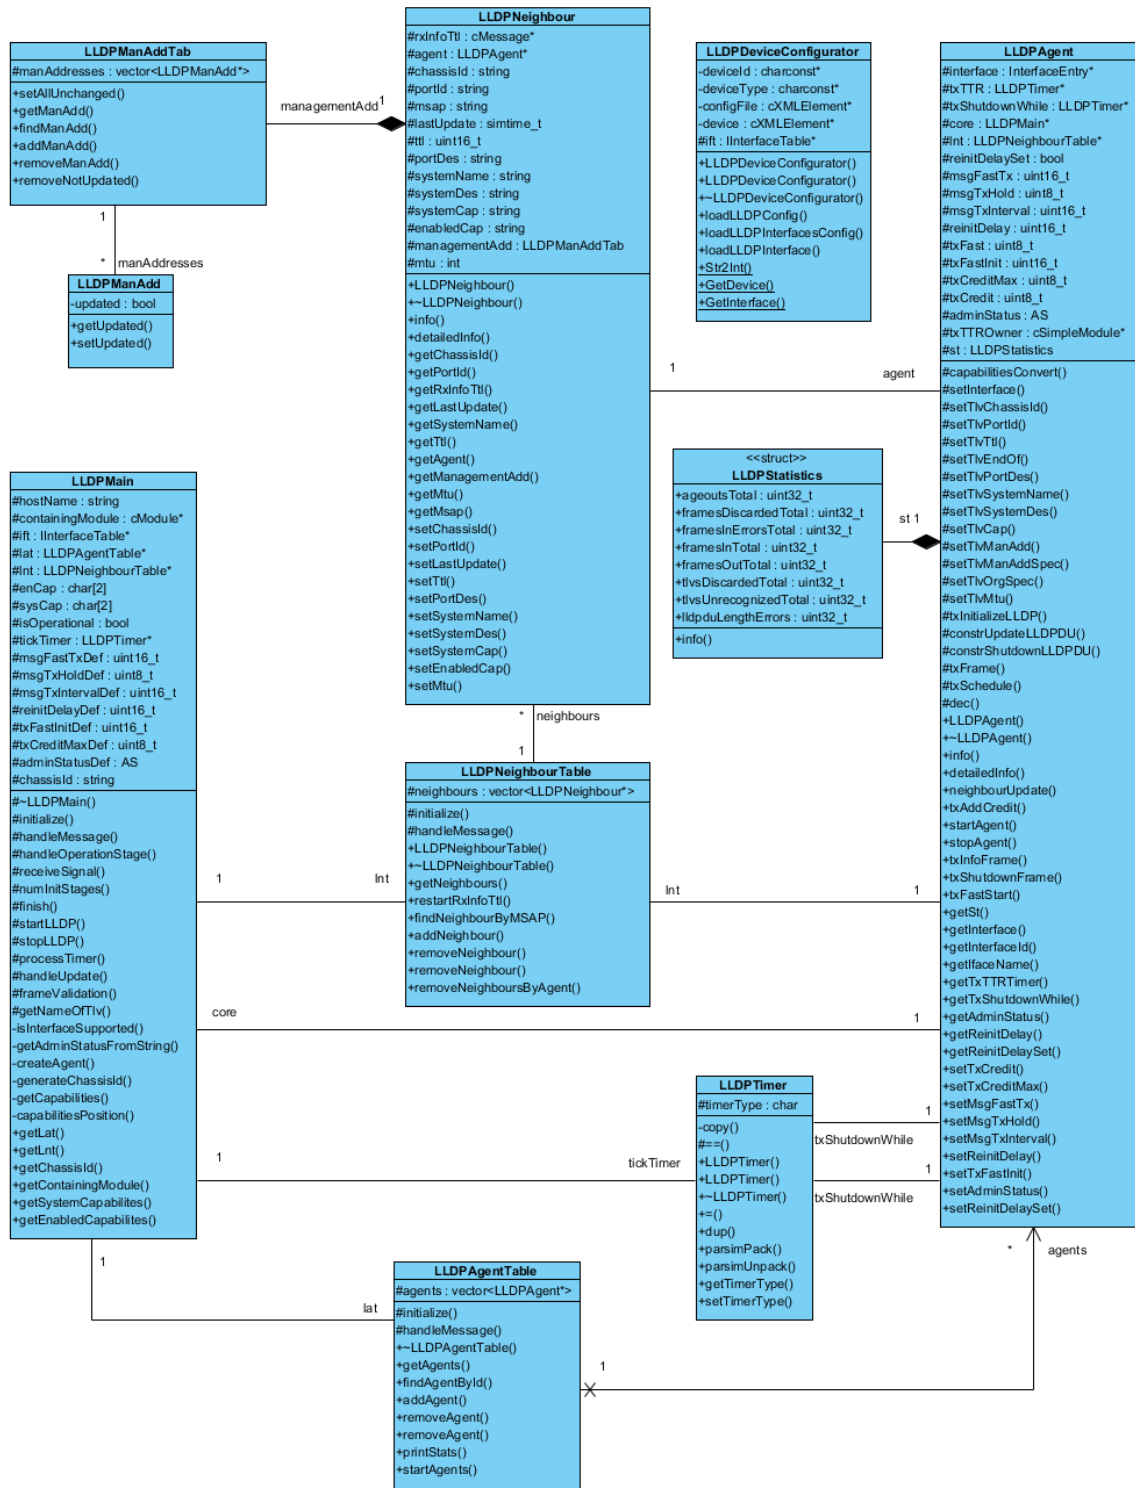 LLDPManAddTab
#manAddresses : vector<LLDPManAdd*>
+setAllUnchanged()
+getManAdd()
+findManAdd()
+addManAdd()
+removeManAdd()
+removeNotUpdated()
managementAdd
1
1
* manAddresses
LLDPManAdd
-updated : bool
+getUpdated()
+setUpdated()
LLDPNeighbour
#rxInfoTtl : cMessage*
#agent : LLDPAgent*
#chassisId : string
#portId : string
#msap : string
#lastUpdate : simtime_t
#ttl : uint16_t
#portDes : string
#systemName : string
#systemDes : string
#systemCap : string
#enabledCap : string
#managementAdd : LLDPManAddTab
#mtu : int
+LLDPNeighbour()
+~LLDPNeighbour()
+info()
+detailedInfo()
+getChassisId()
+getPortId()
+getRxInfoTtl()
+getLastUpdate()
+getSystemName()
+getTtl()
+getAgent()
+getManagementAdd()
+getMtu()
+getMsap()
+setChassisId()
+setPortId()
+setLastUpdate()
+setTtl()
+setPortDes()
+setSystemName()
+setSystemDes()
+setSystemCap()
+setEnabledCap()
+setMtu()
LLDPDeviceConfigurator
-deviceId : charconst*
-deviceType : charconst*
-configFile : cXMLElement*
-device : cXMLElement*
#ift : IInterfaceTable*
+LLDPDeviceConfigurator()
+LLDPDeviceConfigurator()
+~LLDPDeviceConfigurator()
+loadLLDPConfig()
+loadLLDPInterfacesConfig()
+loadLLDPInterface()
+Str2Int()
+GetDevice()
+GetInterface()
1
agent
LLDPAgent
#interface : InterfaceEntry*
#txTTR : LLDPTimer*
#txShutdownWhile : LLDPTimer*
#core : LLDPMain*
#lnt : LLDPNeighbourTable*
#reinitDelaySet : bool
#msgFastTx : uint16_t
#msgTxHold : uint8_t
#msgTxInterval : uint16_t
#reinitDelay : uint16_t
#txFast : uint8_t
#txFastInit : uint16_t
#txCreditMax : uint8_t
#txCredit : uint8_t
#adminStatus : AS
#txTTROwner : cSimpleModule*
#st : LLDPStatistics
#capabilitiesConvert()
#setInterface()
#setTlvChassisId()
#setTlvPortId()
#setTlvTtl()
#setTlvEndOf()
#setTlvPortDes()
#setTlvSystemName()
#setTlvSystemDes()
#setTlvCap()
#setTlvManAdd()
#setTlvManAddSpec()
#setTlvOrgSpec()
#setTlvMtu()
#txInitializeLLDP()
#constrUpdateLLDPDU()
#constrShutdownLLDPDU()
#txFrame()
#txSchedule()
#dec()
+LLDPAgent()
+~LLDPAgent()
+info()
+detailedInfo()
+neighbourUpdate()
+txAddCredit()
+startAgent()
+stopAgent()
+txInfoFrame()
+txShutdownFrame()
+txFastStart()
+getSt()
+getInterface()
+getInterfaceId()
+getIfaceName()
+getTxTTRTimer()
+getTxShutdownWhile()
+getAdminStatus()
+getReinitDelay()
+getReinitDelaySet()
+setTxCredit()
+setTxCreditMax()
+setMsgFastTx()
+setMsgTxHold()
+setMsgTxInterval()
+setReinitDelay()
+setTxFastInit()
+setAdminStatus()
+setReinitDelaySet()
<<struct>>
LLDPStatistics
+ageoutsTotal : uint32_t
+framesDiscardedTotal : uint32_t
+framesInErrorsTotal : uint32_t
+framesInTotal : uint32_t
+framesOutTotal : uint32_t
+tlvsDiscardedTotal : uint32_t
+tlvsUnrecognizedTotal : uint32_t
+lldpduLengthErrors : uint32_t
+info()
st 1
LLDPMain
#hostName : string
#containingModule : cModule*
#ift : IInterfaceTable*
#lat : LLDPAgentTable*
#lnt : LLDPNeighbourTable*
#enCap : char[2]
#sysCap : char[2]
#isOperational : bool
#tickTimer : LLDPTimer*
#msgFastTxDef : uint16_t
#msgTxHoldDef : uint8_t
#msgTxIntervalDef : uint16_t
#reinitDelayDef : uint16_t
#txFastInitDef : uint16_t
#txCreditMaxDef : uint8_t
#adminStatusDef : AS
#chassisId : string
#~LLDPMain()
#initialize()
#handleMessage()
#handleOperationStage()
#receiveSignal()
#numInitStages()
#finish()
#startLLDP()
#stopLLDP()
#processTimer()
#handleUpdate()
#frameValidation()
#getNameOfTlv()
-isInterfaceSupported()
-getAdminStatusFromString()
-createAgent()
-generateChassisId()
-getCapabilities()
-capabilitiesPosition()
+getLat()
+getLnt()
+getChassisId()
+getContainingModule()
+getSystemCapabilites()
+getEnabledCapabilites()
* neighbours
1
LLDPNeighbourTable
#neighbours : vector<LLDPNeighbour*>
#initialize()
#handleMessage()
+LLDPNeighbourTable()
+~LLDPNeighbourTable()
+getNeighbours()
+restartRxInfoTtl()
+findNeighbourByMSAP()
+addNeighbour()
+removeNeighbour()
+removeNeighbour()
+removeNeighboursByAgent()
1
lnt
lnt
1
core
1
1
tickTimer
LLDPTimer
#timerType : char
-copy()
#==()
+LLDPTimer()
+LLDPTimer()
+~LLDPTimer()
+=()
+dup()
+parsimPack()
+parsimUnpack()
+getTimerType()
+setTimerType()
1
txShutdownWhile
1
txShutdownWhile
1
lat
LLDPAgentTable
#agents : vector<LLDPAgent*>
#initialize()
#handleMessage()
+~LLDPAgentTable()
+getAgents()
+findAgentById()
+addAgent()
+removeAgent()
+removeAgent()
+printStats()
+startAgents()
1
* agents